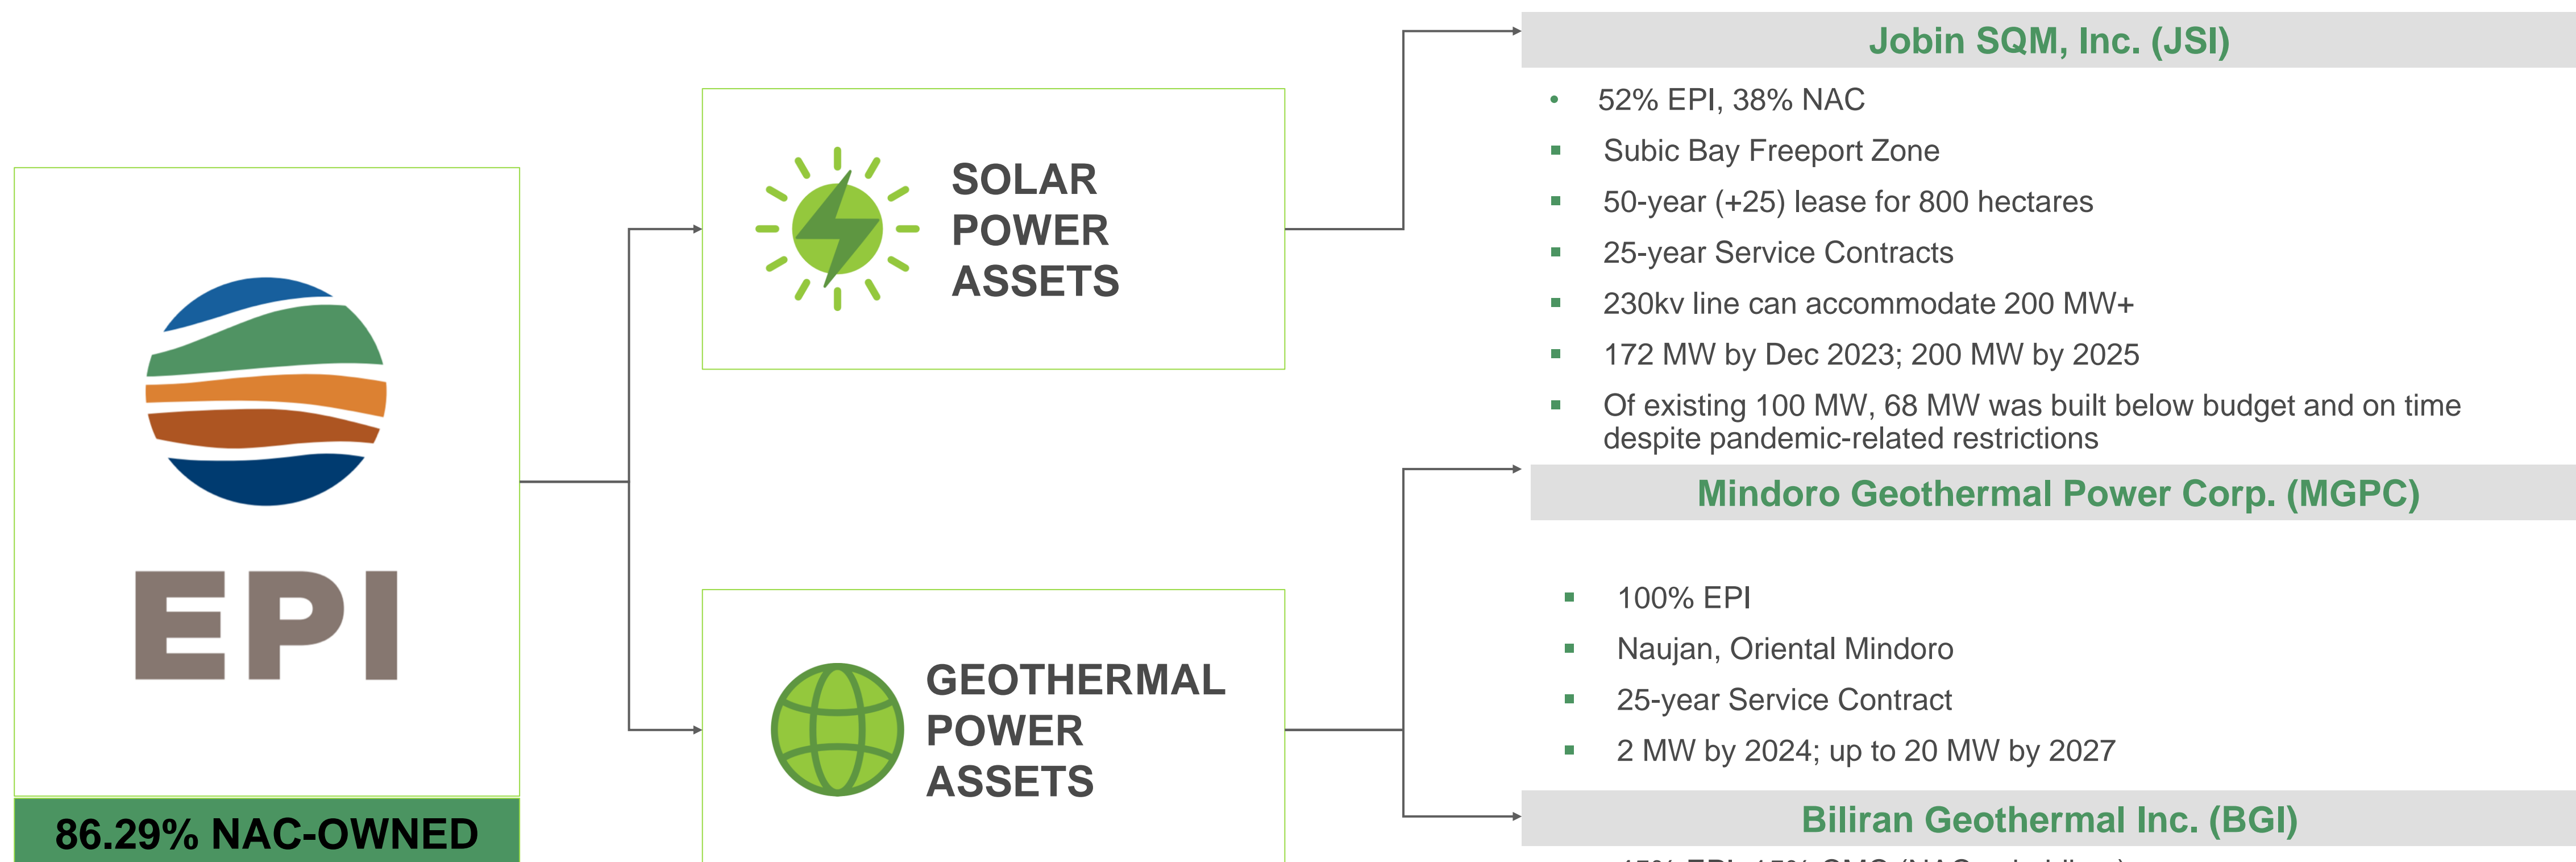 EPI
86.29% NAC-OWNED
SOLAR
POWER
ASSETS
GEOTHERMAL
POWER
ASSETS
Jobin SQM, Inc. (JSI)
• 52% EPI, 38% NAC
▪ Subic Bay Freeport Zone
▪ 50-year (+25) lease for 800 hectares
▪ 25-year Service Contracts
▪ 230kv line can accommodate 200 MW+
▪ 172 MW by Dec 2023; 200 MW by 2025
▪ Of existing 100 MW, 68 MW was built below budget and on time
despite pandemic-related restrictions
Mindoro Geothermal Power Corp. (MGPC)
▪ 100% EPI
▪ Naujan, Oriental Mindoro
▪ 25-year Service Contract
▪ 2 MW by 2024; up to 20 MW by 2027
Biliran Geothermal Inc. (BGI)